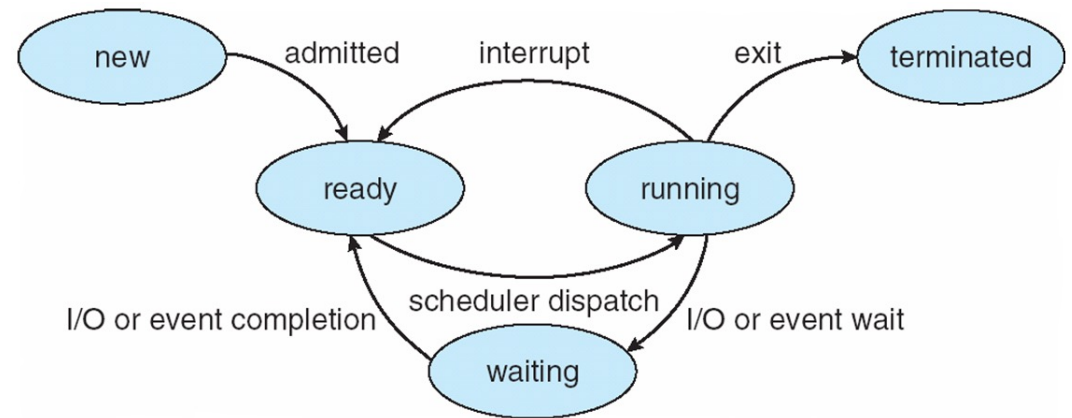 new
admitted
interrupt
exit
terminated
ready
running
scheduler dispatch
I/O or event completion
I/O or event wait
waiting